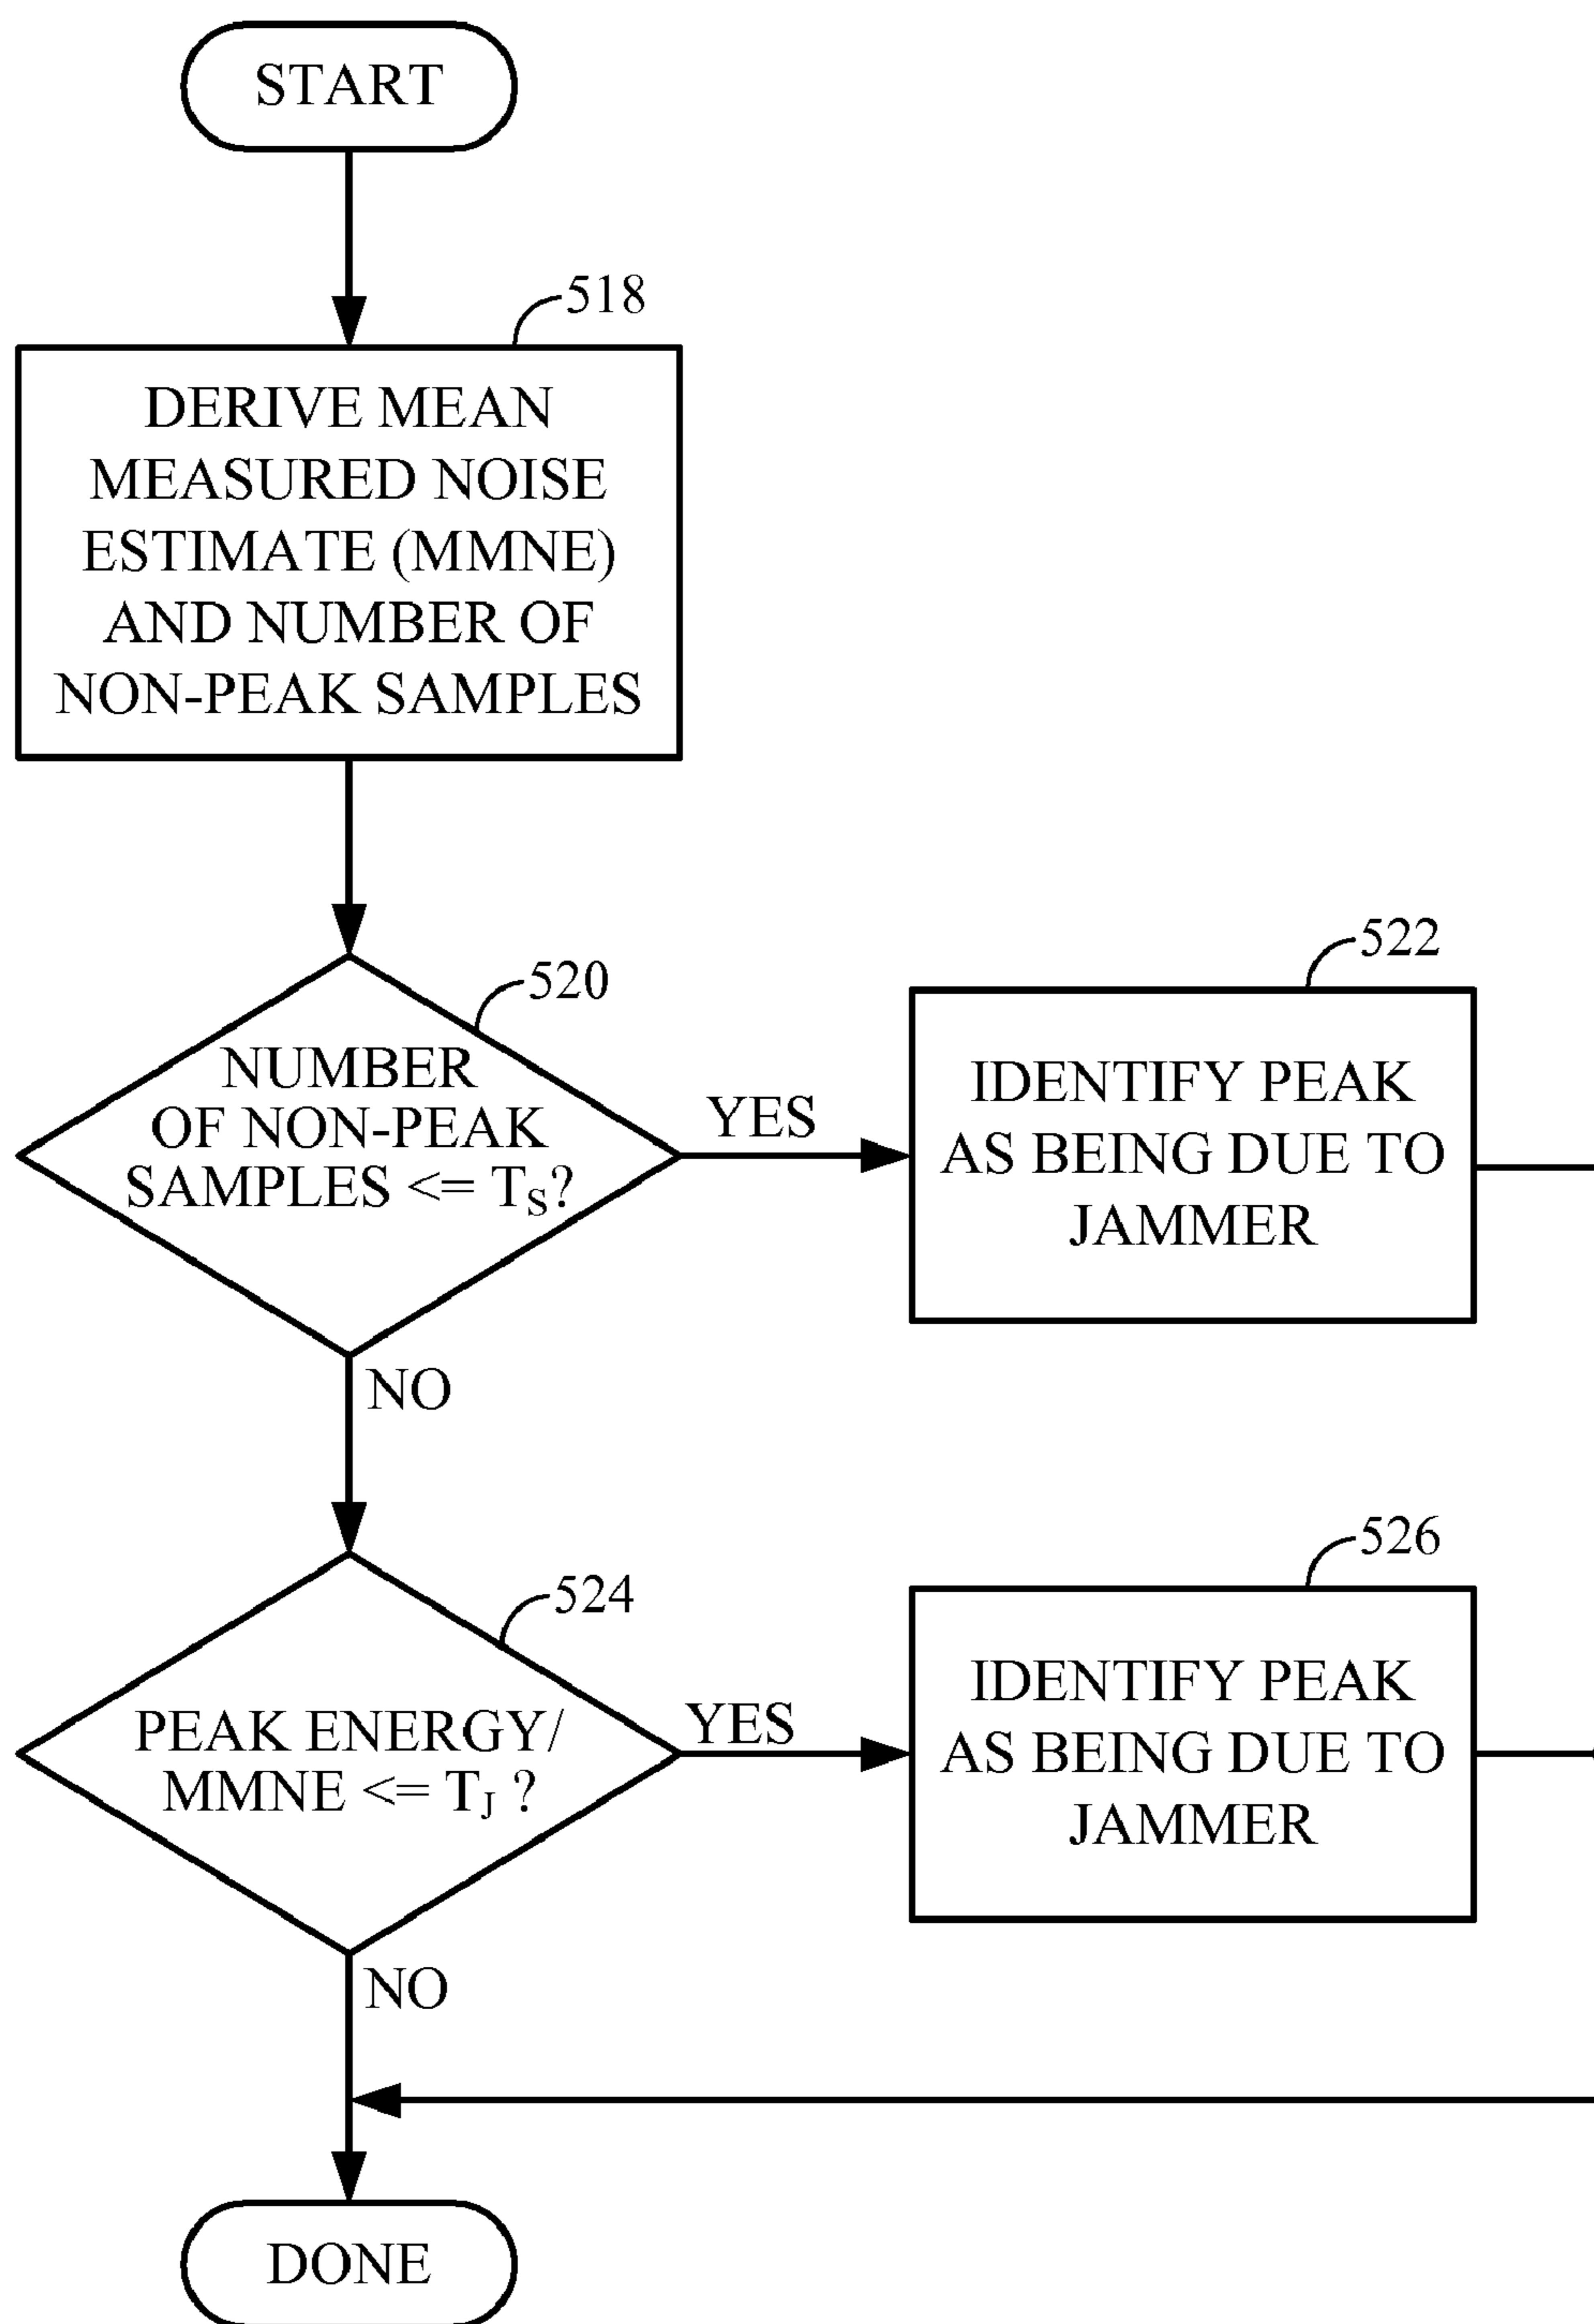 START
518
DERIVE MEAN
MEASURED NOISE
ESTIMATE (MMNE)
AND NUMBER OF
NON-PEAK SAMPLES
520
NUMBER
OF NON-PEAK
SAMPLES <= TS?
YES
522
IDENTIFY PEAK
AS BEING DUE TO
JAMMER
NO
524
PEAK ENERGY/
MMNE <= TJ ?
YES
526
IDENTIFY PEAK
AS BEING DUE TO
JAMMER
NO
DONE